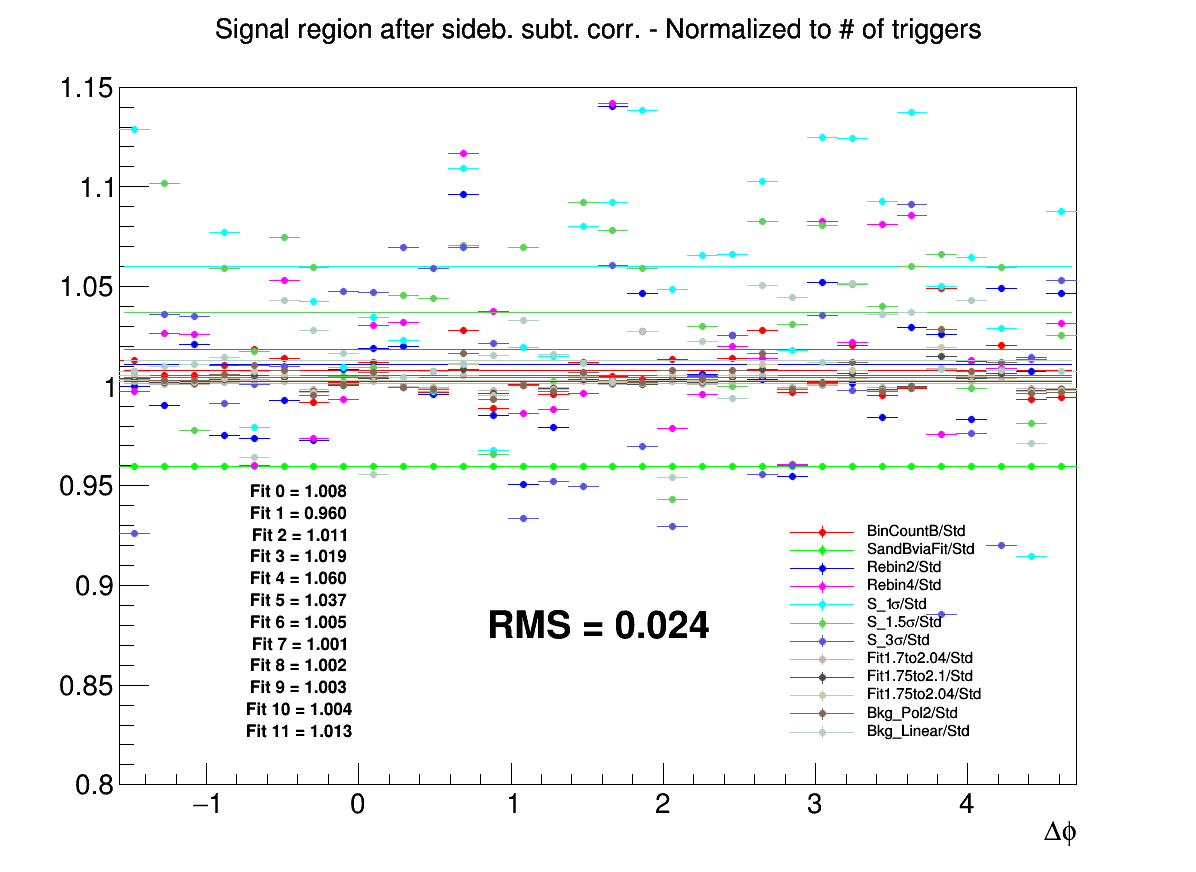 Signal region after sideb. subt. corr. - Normalized to # of triggers
1.15
1.1
1.05
1
0.95
0.9
0.85
0.8
Fit 0 = 1.008
Fit 1 = 0.960
Fit 2 = 1.011
Fit 3 = 1.019
Fit 4 = 1.060
Fit 5 = 1.037
Fit 6 = 1.005
Fit 7 = 1.001
Fit 8 = 1.002
Fit 9 = 1.003
Fit 10 = 1.004
Fit 11 = 1.013
RMS = 0.024
BinCountB/Std
SandBviaFit/Std
Rebin2/Std
Rebin4/Std
S_1σ/Std
S_1.5σ/Std
S_3σ/Std
Fit1.7to2.04/Std
Fit1.75to2.1/Std
Fit1.75to2.04/Std
Bkg_Pol2/Std
Bkg_Linear/Std
−1 0 1 2 3 4
Δϕ